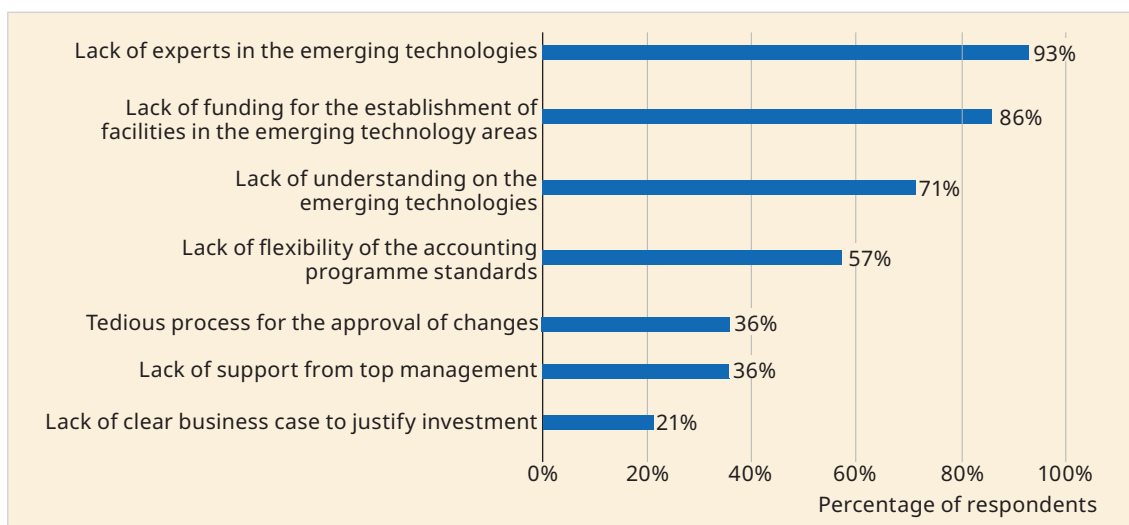 Lack of experts in the emerging technologies
93%
Lack of funding for the establishment of
facilities in the emerging technology areas
86%
Lack of understanding on the
emerging technologies
71%
Lack of flexibility of the accounting
programme standards
57%
Tedious process for the approval of changes
36%
Lack of support from top management
36%
Lack of clear business case to justify investment
21%
0% 20% 40% 60% 80% 100%
Percentage of respondents